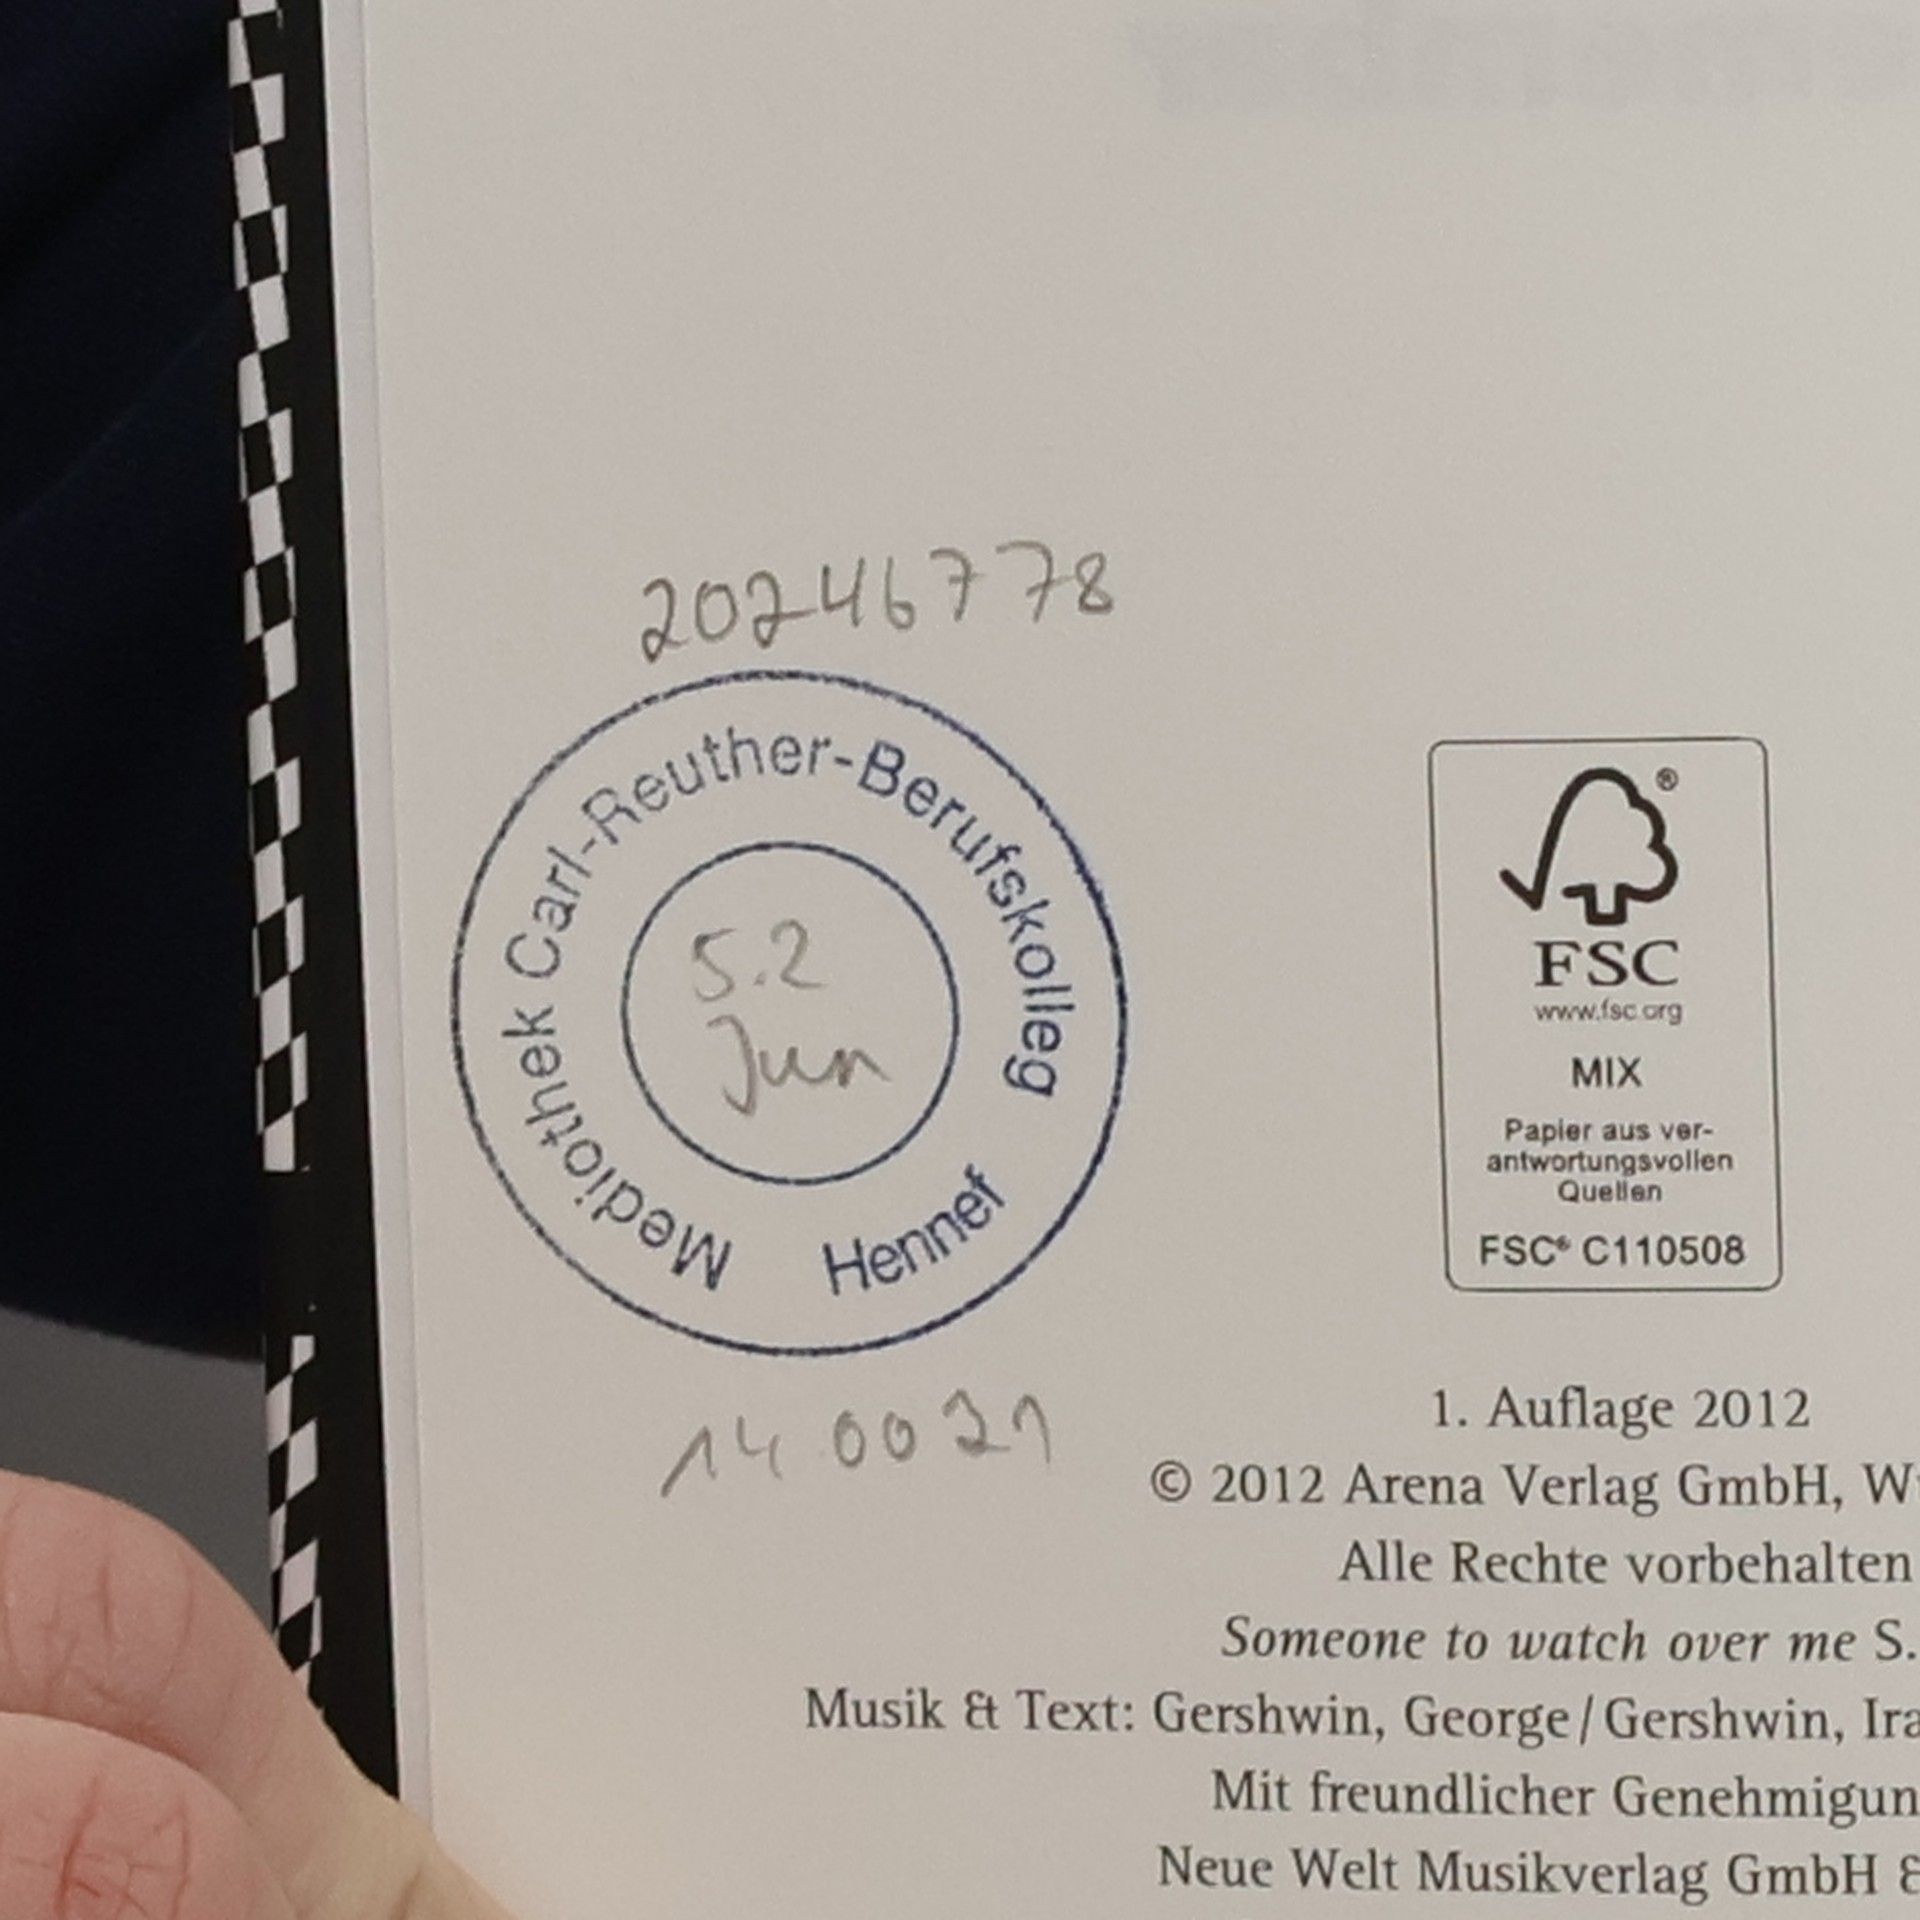 20246778
Mediothek Carl-Reuther-Berufskolleg
5.2
Jun
Hennef
14 0021
®
FSC
www.fsc.org
MIX
Papier aus ver-
antwortungsvollen
Quellen
FSC® C110508
1. Auflage 2012
© 2012 Arena Verlag GmbH, W
Alle Rechte vorbehalten
Someone to watch over me S.
Musik & Text: Gershwin, George/Gershwin, Ira
Mit freundlicher Genehmigun
Neue Welt Musikverlag GmbH &